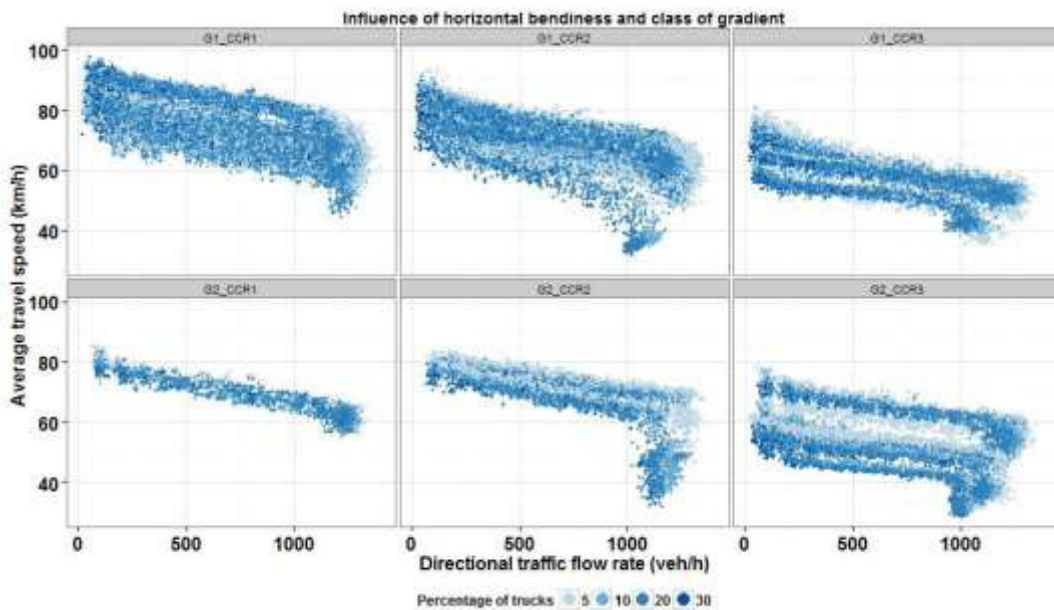 Influence of horizontal bendiness and class of gradient
G1_CCR1 G1_CCR2 G1_CCR3
100
80
60
40
G2_CCR1 G2_CCR2 G2_CCR3
100
80
60
40
Average travel speed (km/h)
0 500 1000 0 500 1000 0 500 1000
Directional traffic flow rate (veh/h)
Percentage of trucks 5 10 20 30